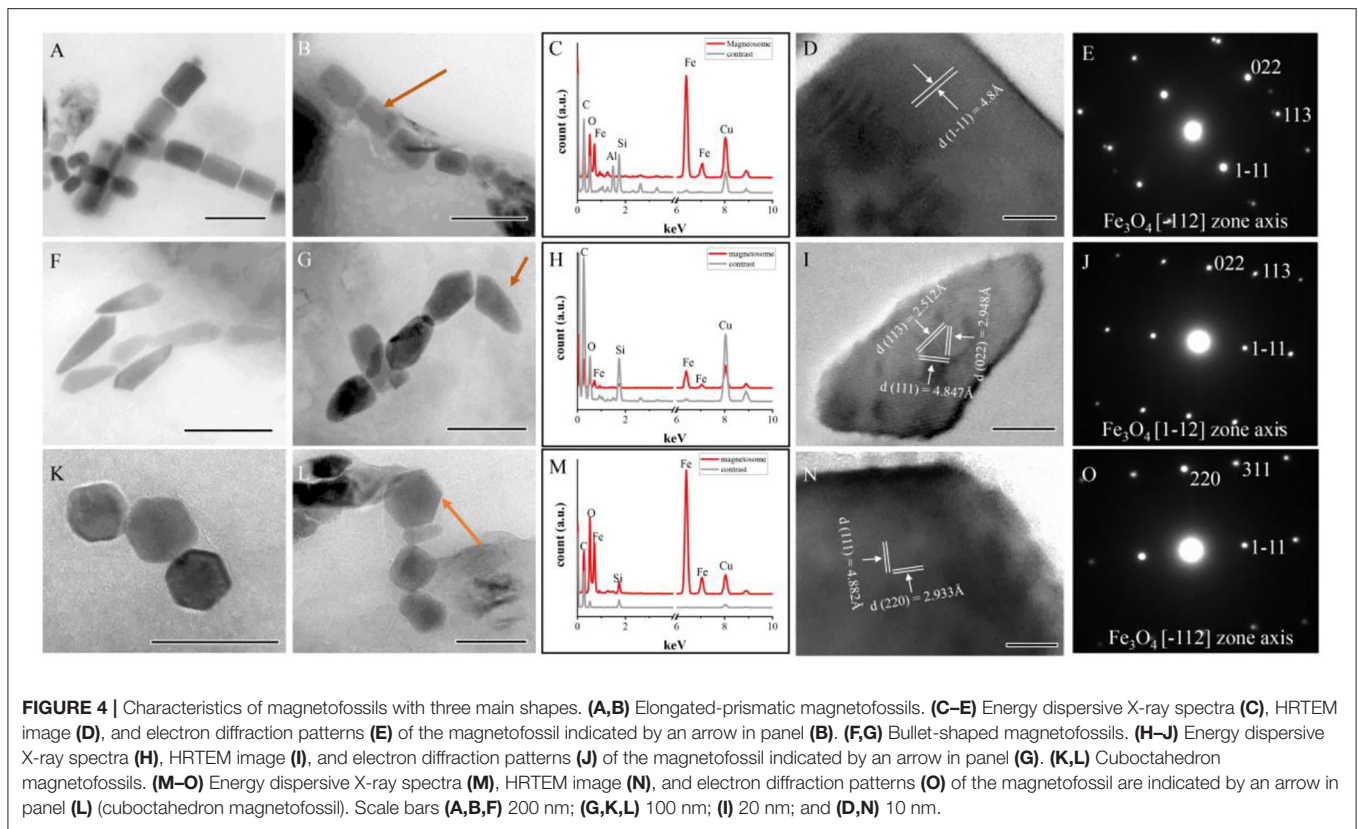 A
B
C
Magneosome
contrast
Fe
C
O
Fe
Al
Si
Fe
Cu
count (a.u.)
0 2 4 6 8 10
keV
D
d (1-11) = 4.8Å
E
022
113
1-11
Fe₃O₄ [-112] zone axis
F
G
H
magnetosome
contrast
C
O
Fe
Si
Fe
Fe
Cu
count (a.u.)
0 2 4 6 8 10
keV
I
d (113) = 2.512Å
d (022) = 2.948Å
d (111) = 4.847Å
J
022
113
1-11
Fe₃O₄ [1-12] zone axis
K
L
M
magnetosome
contrast
Fe
O
Fe
C
Si
Fe
Cu
count (a.u.)
0 2 4 6 8 10
keV
N
d (111) = 4.882Å
d (220) = 2.933Å
O
220
311
1-11
Fe₃O₄ [-112] zone axis
FIGURE 4 | Characteristics of magnetofossils with three main shapes. (A,B) Elongated-prismatic magnetofossils. (C–E) Energy dispersive X-ray spectra (C), HRTEM
image (D), and electron diffraction patterns (E) of the magnetofossil indicated by an arrow in panel (B). (F,G) Bullet-shaped magnetofossils. (H–J) Energy dispersive
X-ray spectra (H), HRTEM image (I), and electron diffraction patterns (J) of the magnetofossil indicated by an arrow in panel (G). (K,L) Cuboctahedron
magnetofossils. (M–O) Energy dispersive X-ray spectra (M), HRTEM image (N), and electron diffraction patterns (O) of the magnetofossil are indicated by an arrow in
panel (L) (cuboctahedron magnetofossil). Scale bars (A,B,F) 200 nm; (G,K,L) 100 nm; (I) 20 nm; and (D,N) 10 nm.